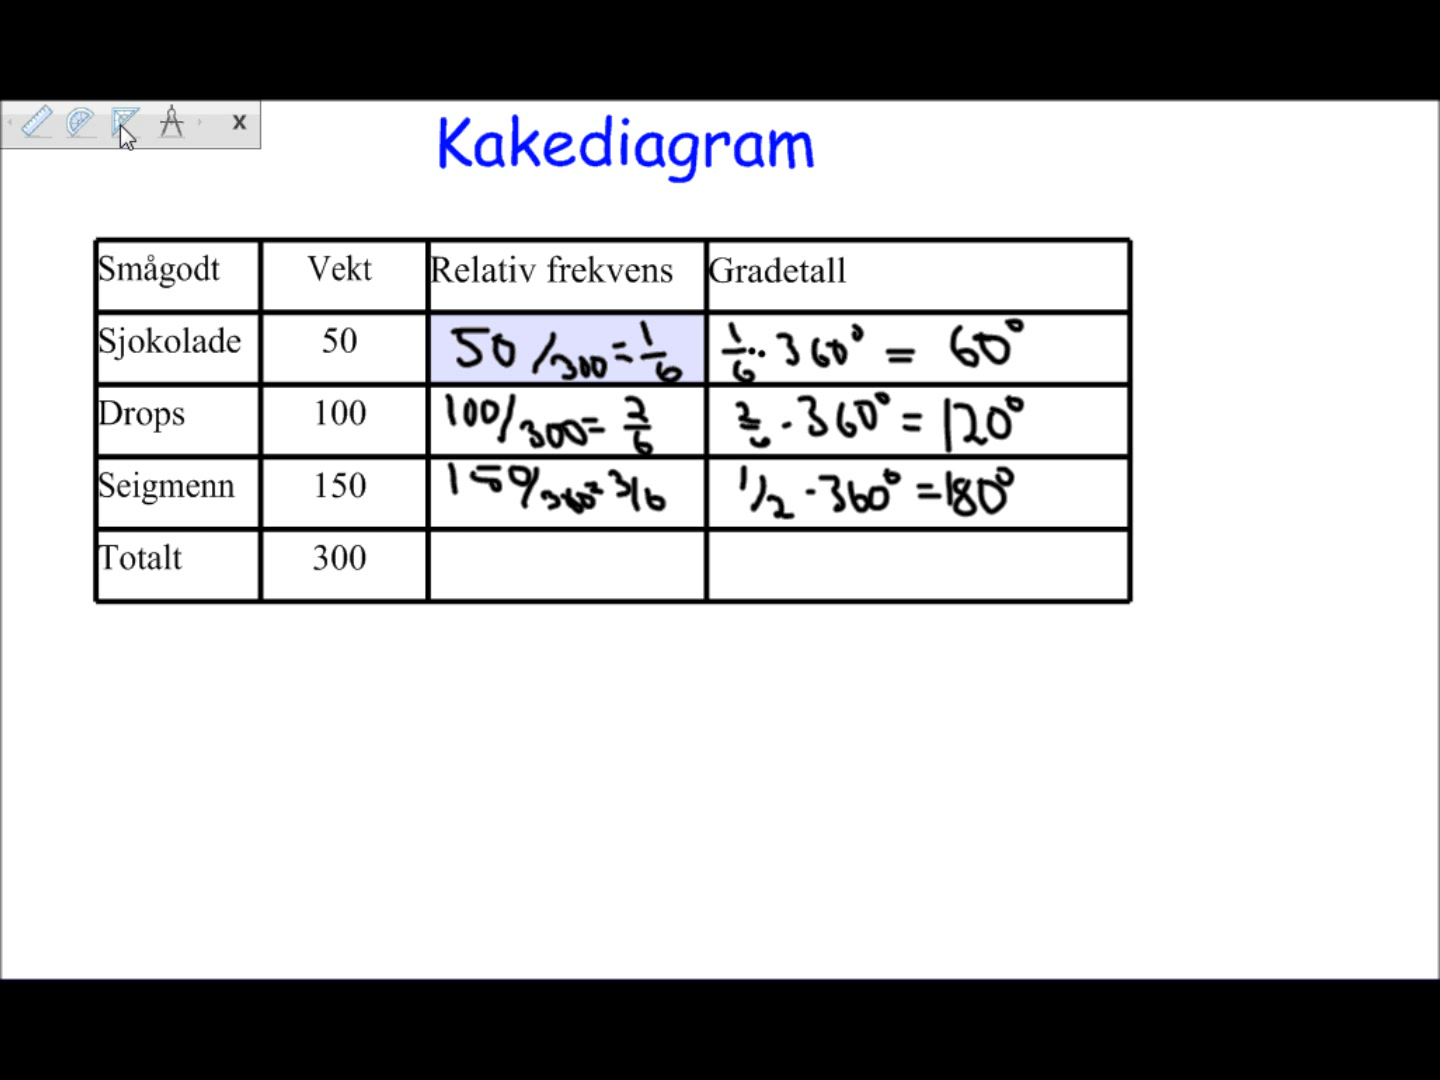 x
Kakediagram
Smågodt Vekt Relativ frekvens Gradetall
Sjokolade 50 50/300=1/6 1/6·360° = 60°
Drops 100 100/300=2/6 2/6·360°=120°
Seigmenn 150 150/300=3/6 1/2·360°=180°
Totalt 300